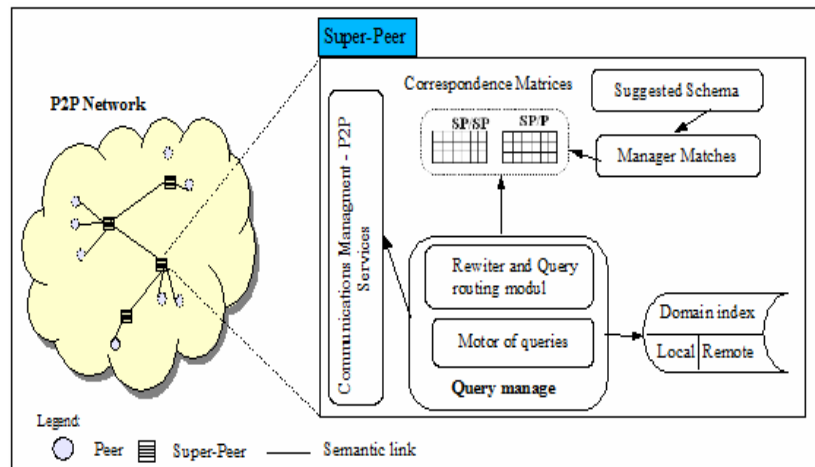 Super-Peer
P2P Network
Correspondence Matrices
SP/SP
SP/P
Suggested Schema
Manager Matches
Communications Managment - P2P
Services
Rewiter and Query
routing modul
Motor of queries
Query manage
Domain index
Local
Remote
Legend:
Peer
Super-Peer
Semantic link